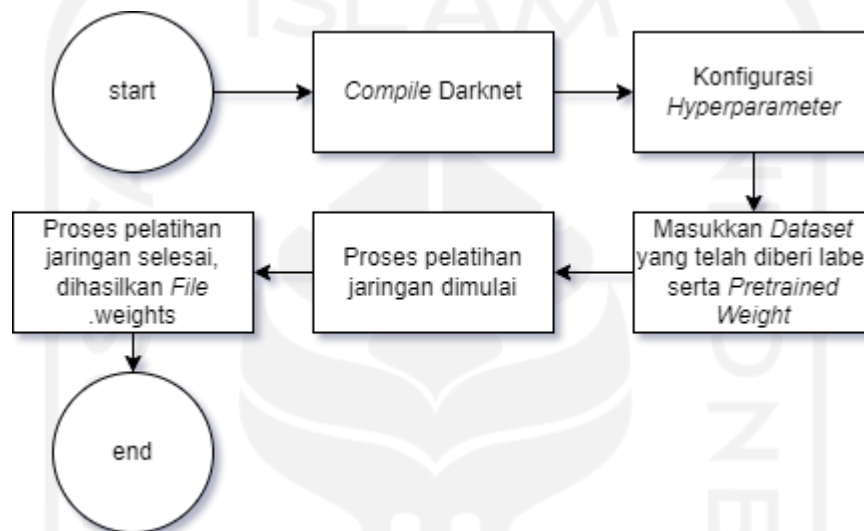 ISLAM
start
Compile Darknet
Konfigurasi
Hyperparameter
Masukkan Dataset
yang telah diberi label
serta Pretrained
Weight
Proses pelatihan
jaringan dimulai
Proses pelatihan
jaringan selesai,
dihasilkan File
.weights
end